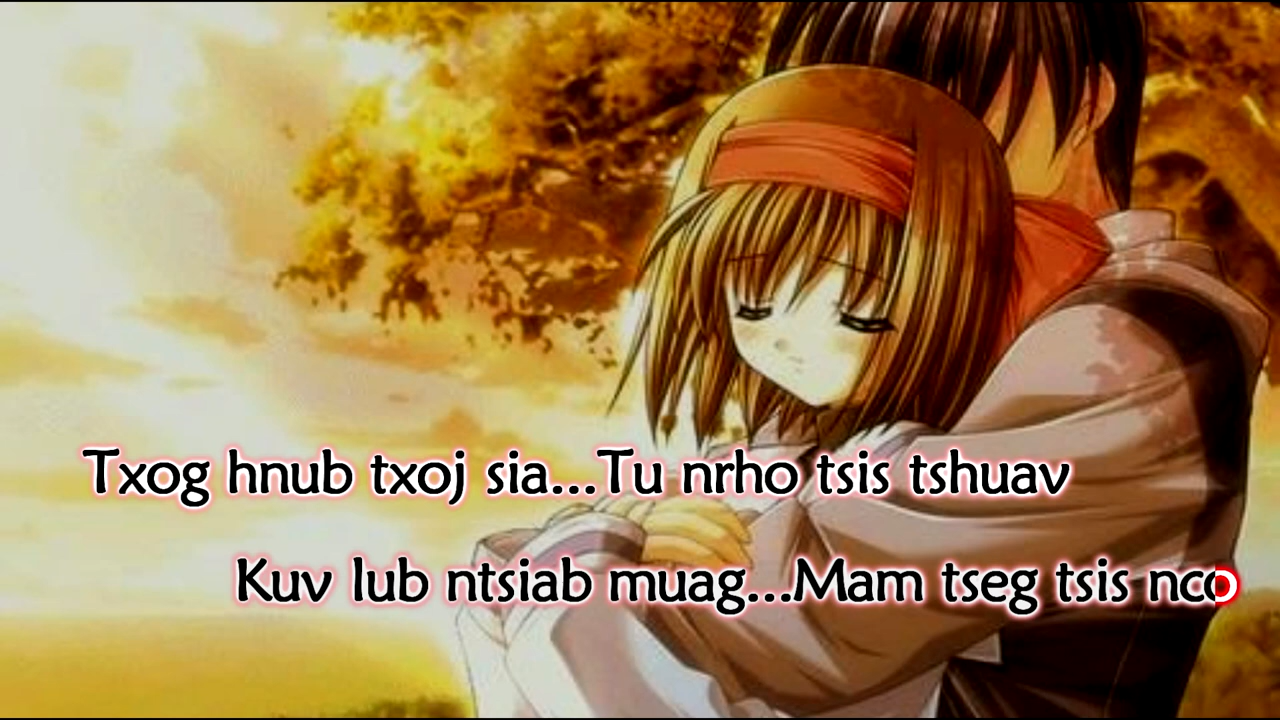 Txog hnub txoj sia...Tu nrho tsis tshuav
Kuv lub ntsiab muag...Mam tseg tsis nco